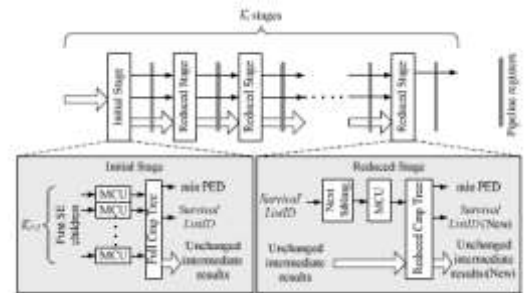 K stages
Initial Stage
Reduced Stage
Reduced Stage
Reduced Stage
Pipeline registers
Initial Stage
First SE
children
MCU
MCU
MCU
Full Cmp Tree
min PED
Survival
ListID
Unchanged
intermediate
results
Reduced Stage
Survival
ListID
Next
Sibling
MCU
Reduced Cmp Tree
min PED
Survival
ListID(New)
Unchanged
intermediate
results
Unchanged
intermediate
results(New)